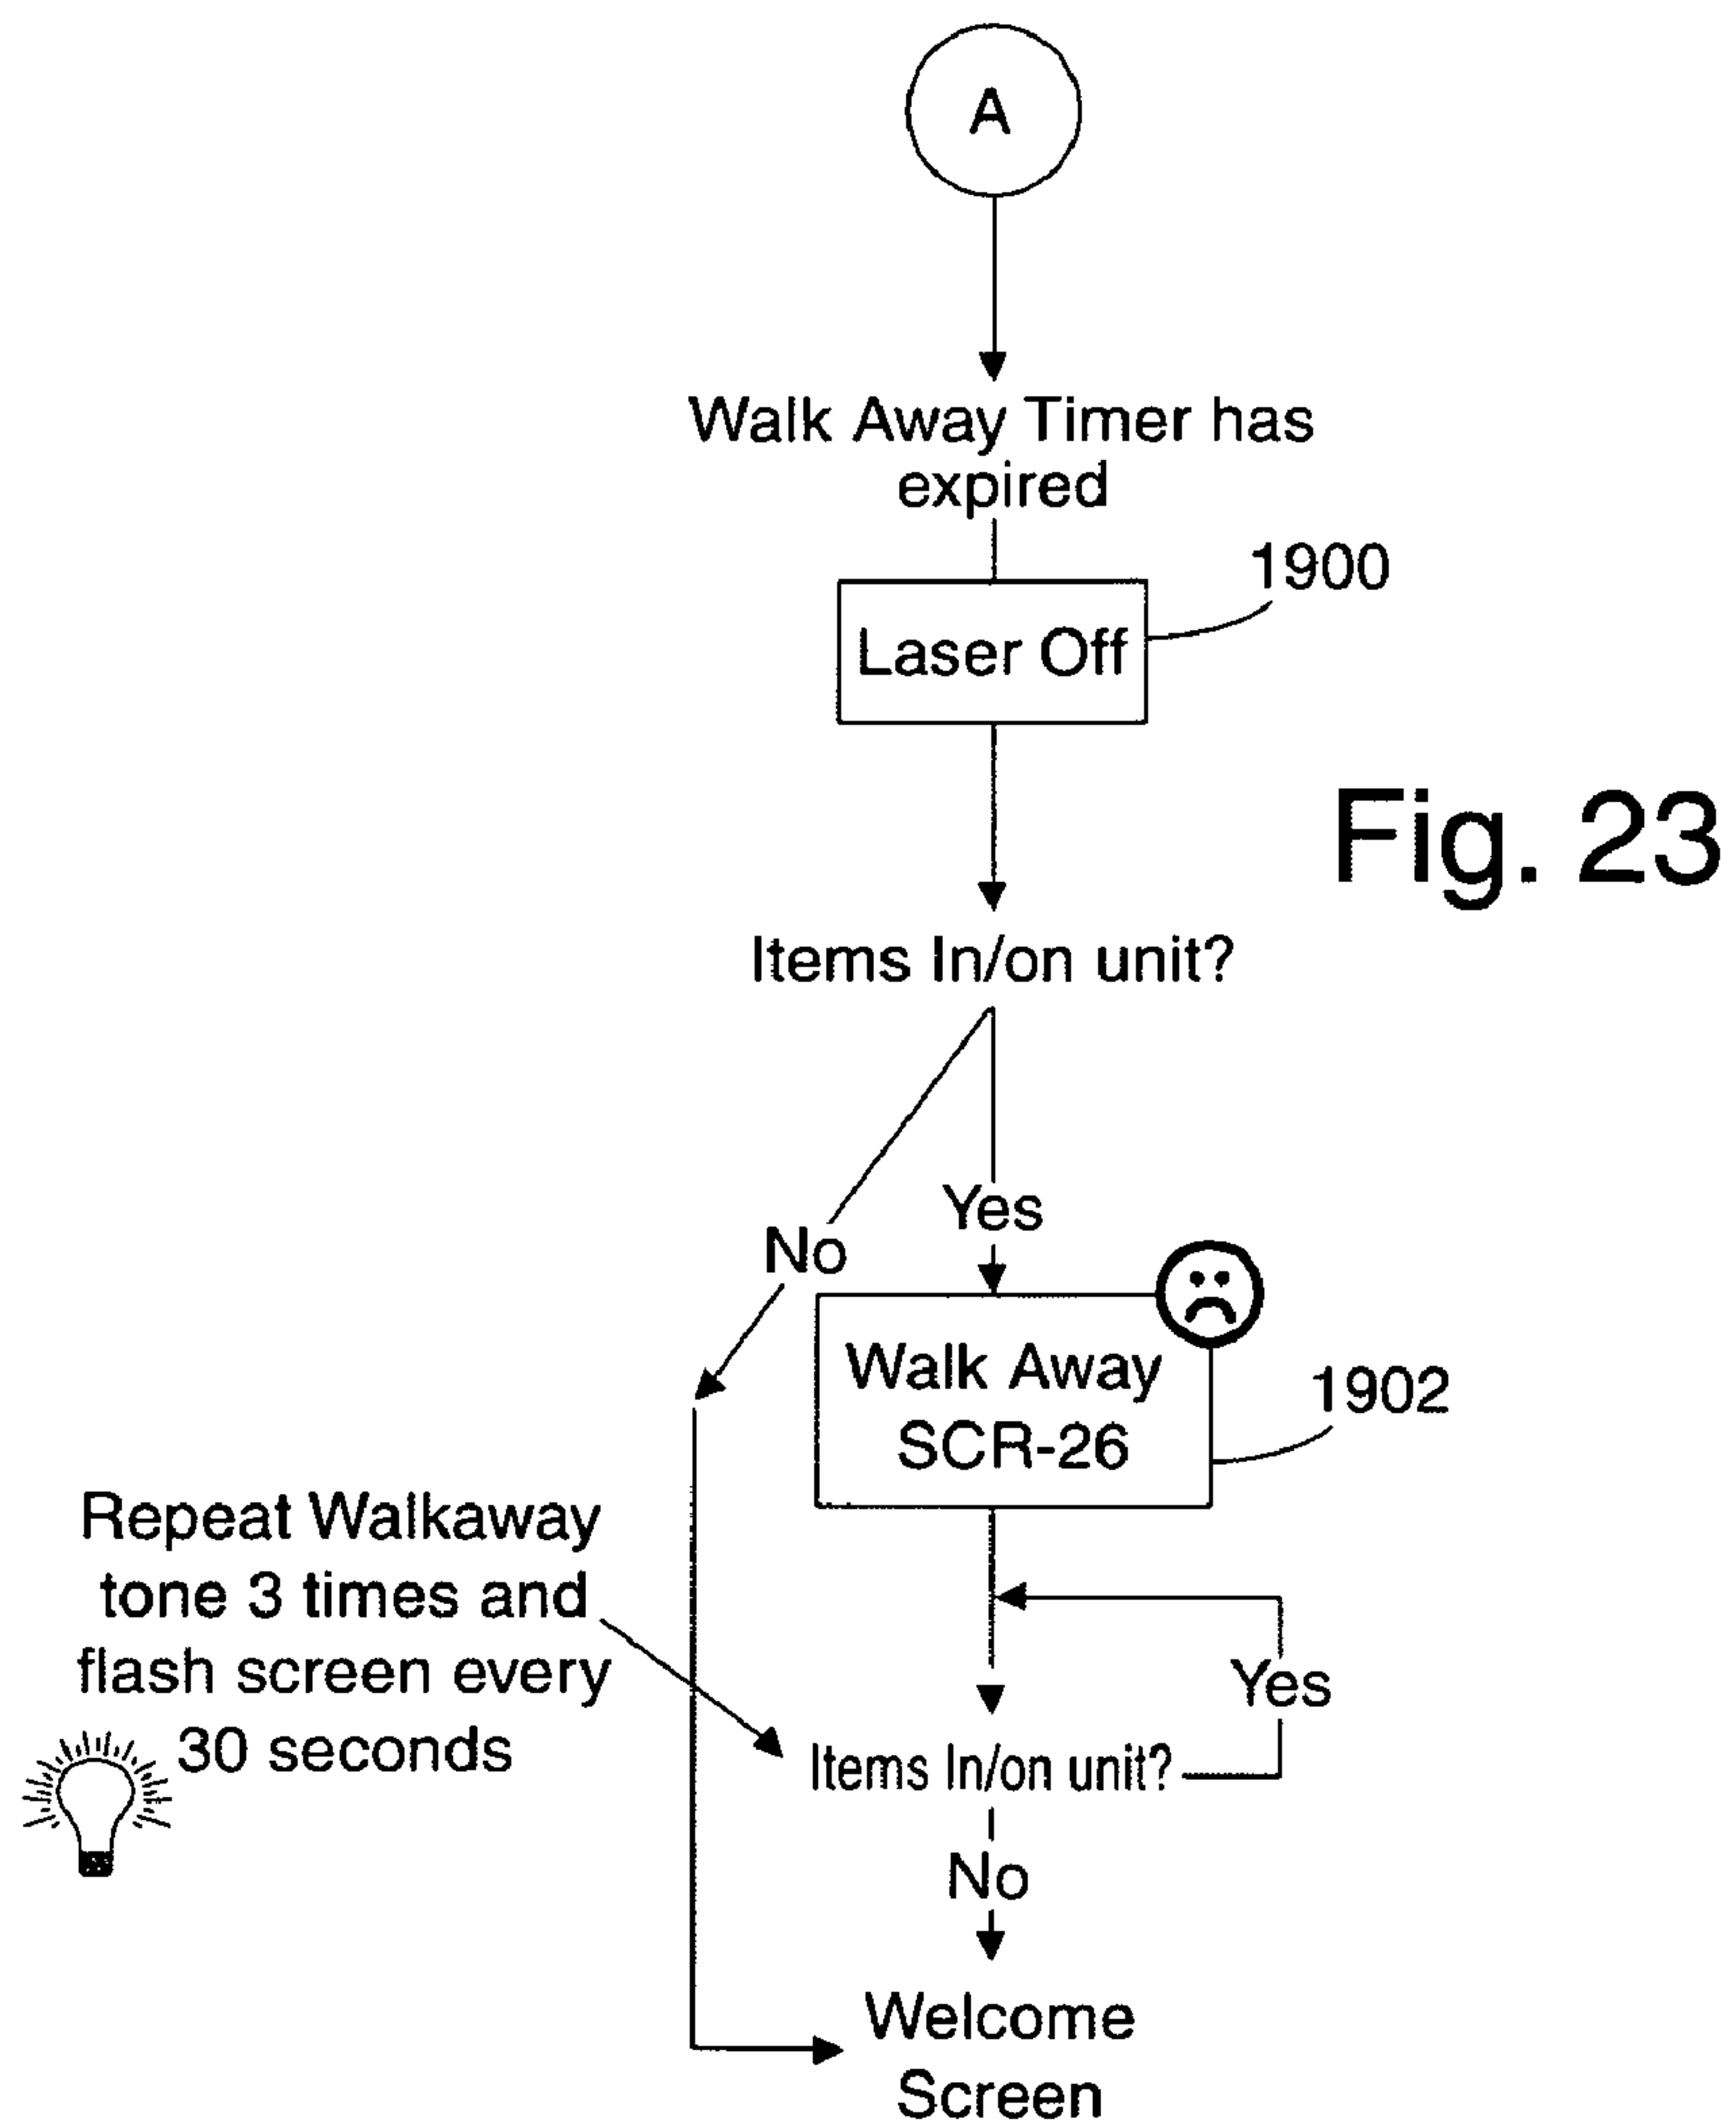 A
Walk Away Timer has
expired
1900
Laser Off
Fig. 23
Items In/on unit?
Yes
No
Walk Away
SCR-26
1902
Repeat Walkaway
tone 3 times and
flash screen every
30 seconds
Yes
Items In/on unit?
No
Welcome
Screen